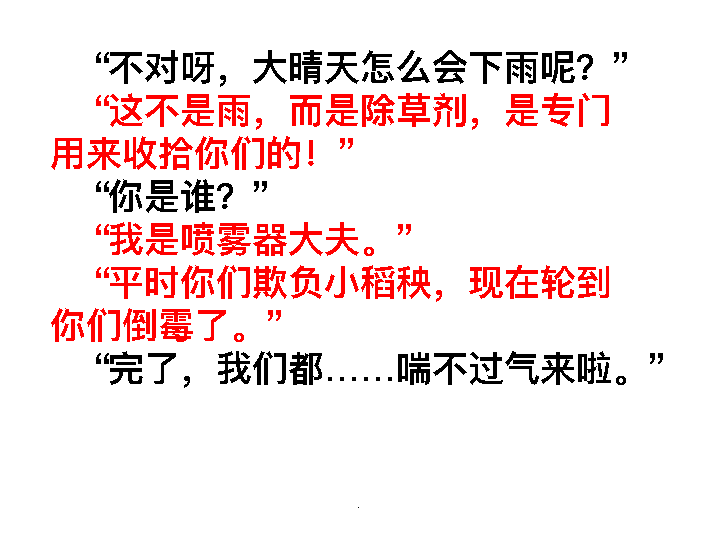 “不对呀，大晴天怎么会下雨呢？”
“这不是雨，而是除草剂，是专门
用来收拾你们的！”
“你是谁？”
“我是喷雾器大夫。”
“平时你们欺负小稻秧，现在轮到
你们倒霉了。”
“完了，我们都……喘不过气来啦。”
.